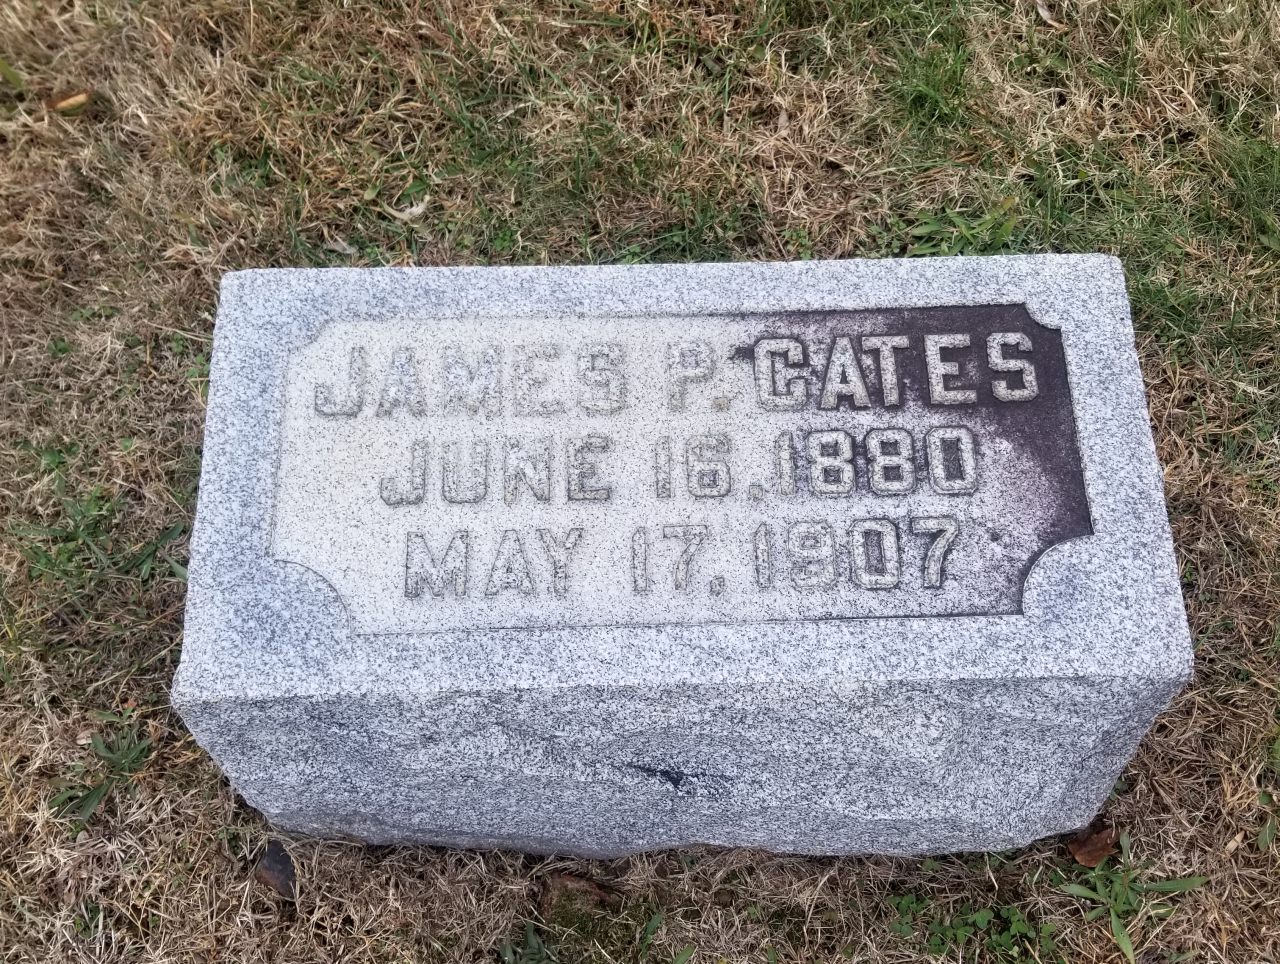 JAMES P. CATES
JUNE 16, 1880
MAY 17, 1907